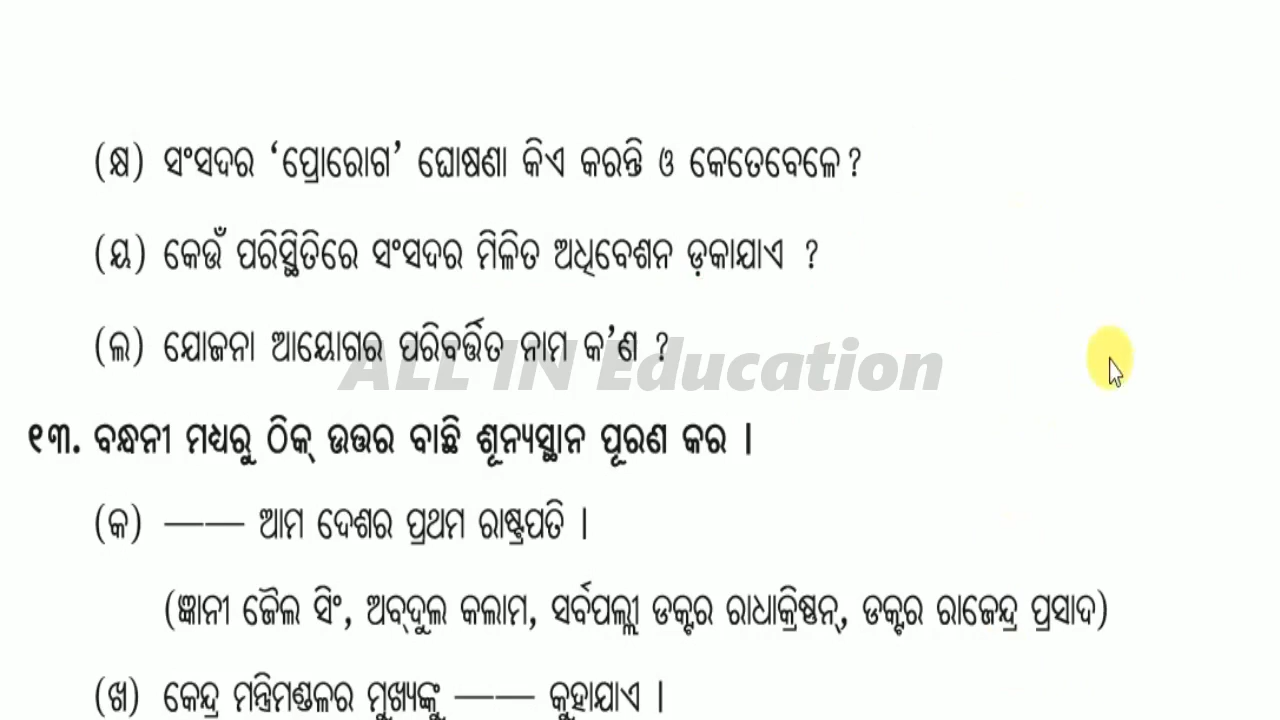 (କ୍ଷ) ସଂସଦର ‘ପ୍ରୋରୋଗ’ ଘୋଷଣା କିଏ କରନ୍ତି ଓ କେତେବେଳେ?
(ୟ) କେଉଁ ପରିସ୍ଥିତିରେ ସଂସଦର ମିଳିତ ଅଧିବେଶନ ଡ଼କାଯାଏ ?
(ଲ) ଯୋଜନା ଆୟୋଗର ପରିବର୍ତ୍ତିତ ନାମ କ’ଣ ?
ALL IN Education
୧୩. ବନ୍ଧନୀ ମଧ୍ୟରୁ ଠିକ୍ ଉତ୍ତର ବାଛି ଶୂନ୍ୟସ୍ଥାନ ପୂରଣ କର ।
(କ) —— ଆମ ଦେଶର ପ୍ରଥମ ରାଷ୍ଟ୍ରପତି ।
(ଜ୍ଞାନୀ ଜୈଲ ସିଂ, ଅବ୍‌ଦୁଲ କଲାମ, ସର୍ବପଲ୍ଲୀ ଡକ୍ଟର ରାଧାକ୍ରିଷ୍ଣନ୍, ଡକ୍ଟର ରାଜେନ୍ଦ୍ର ପ୍ରସାଦ)
(ଖ) କେନ୍ଦ୍ର ମନ୍ତ୍ରିମଣ୍ଡଳର ମୁଖ୍ୟଙ୍କୁ —— କୁହାଯାଏ ।